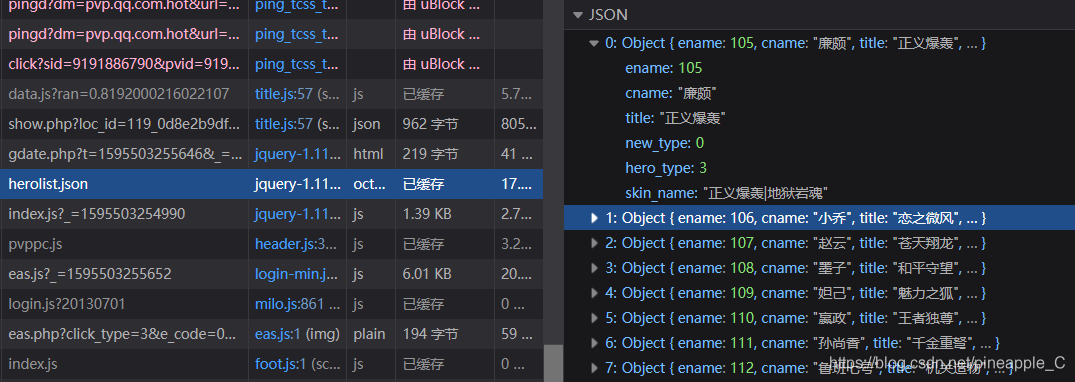 pingd?dm=pvp.qq.com.hot&url=... ping_tcss_t... 由 uBlock ...
pingd?dm=pvp.qq.com.hot&url=... ping_tcss_t... 由 uBlock ...
click?sid=9191886790&pvid=919... ping_tcss_t... 由 uBlock ...
data.js?ran=0.8192000216022107 title.js:57 (s... js 已缓存 5.7...
show.php?loc_id=119_0d8e2b9df... title.js:57 (s... json 962 字节 805...
gdate.php?t=1595503255646&_=... jquery-1.11... html 219 字节 41 ...
herolist.json jquery-1.11... oct... 已缓存 17....
index.js?_=1595503254990 jquery-1.11... js 1.39 KB 2.7...
pvppc.js header.js:3... js 已缓存 3.2...
eas.js?_=1595503255652 login-min.j... js 6.01 KB 20....
login.js?20130701 milo.js:861 ... js 已缓存 0 ...
eas.php?click_type=3&e_code=0... eas.js:1 (img) plain 194 字节 59 ...
index.js foot.js:1 (sc... js 已缓存 0 ...
JSON
0: Object { ename: 105, cname: "廉颇", title: "正义爆轰", ... }
ename: 105
cname: "廉颇"
title: "正义爆轰"
new_type: 0
hero_type: 3
skin_name: "正义爆轰|地狱岩魂"
1: Object { ename: 106, cname: "小乔", title: "恋之微风", ... }
2: Object { ename: 107, cname: "赵云", title: "苍天翔龙", ... }
3: Object { ename: 108, cname: "墨子", title: "和平守望", ... }
4: Object { ename: 109, cname: "妲己", title: "魅力之狐", ... }
5: Object { ename: 110, cname: "嬴政", title: "王者独尊", ... }
6: Object { ename: 111, cname: "孙尚香", title: "千金重弩", ... }
7: Object { ename: 112, cname: "鲁班七号", title: "机关造物", ... }
https://blog.csdn.net/pineapple_C